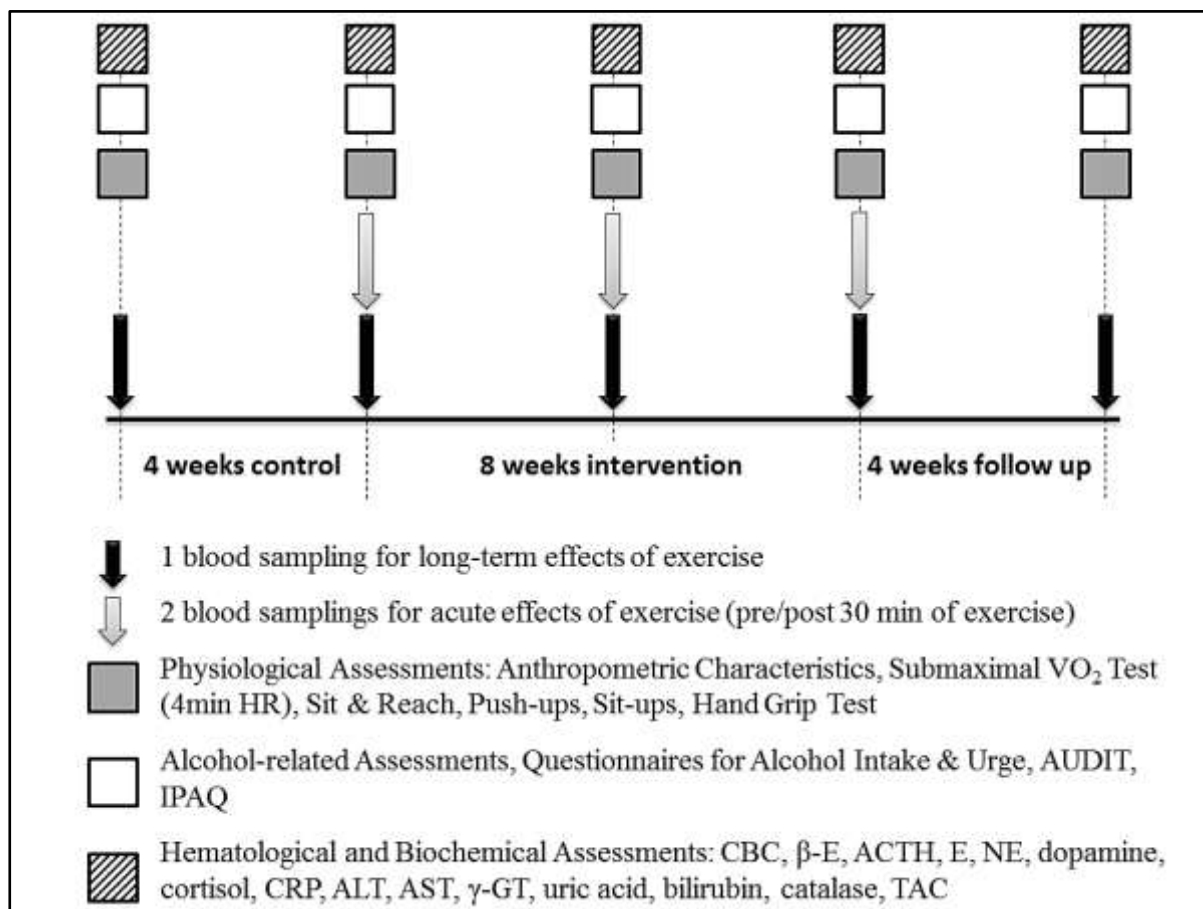 4 weeks control
8 weeks intervention
4 weeks follow up
1 blood sampling for long-term effects of exercise
2 blood samplings for acute effects of exercise (pre/post 30 min of exercise)
Physiological Assessments: Anthropometric Characteristics, Submaximal VO₂ Test
(4min HR), Sit & Reach, Push-ups, Sit-ups, Hand Grip Test
Alcohol-related Assessments, Questionnaires for Alcohol Intake & Urge, AUDIT,
IPAQ
Hematological and Biochemical Assessments: CBC, β-E, ACTH, E, NE, dopamine,
cortisol, CRP, ALT, AST, γ-GT, uric acid, bilirubin, catalase, TAC